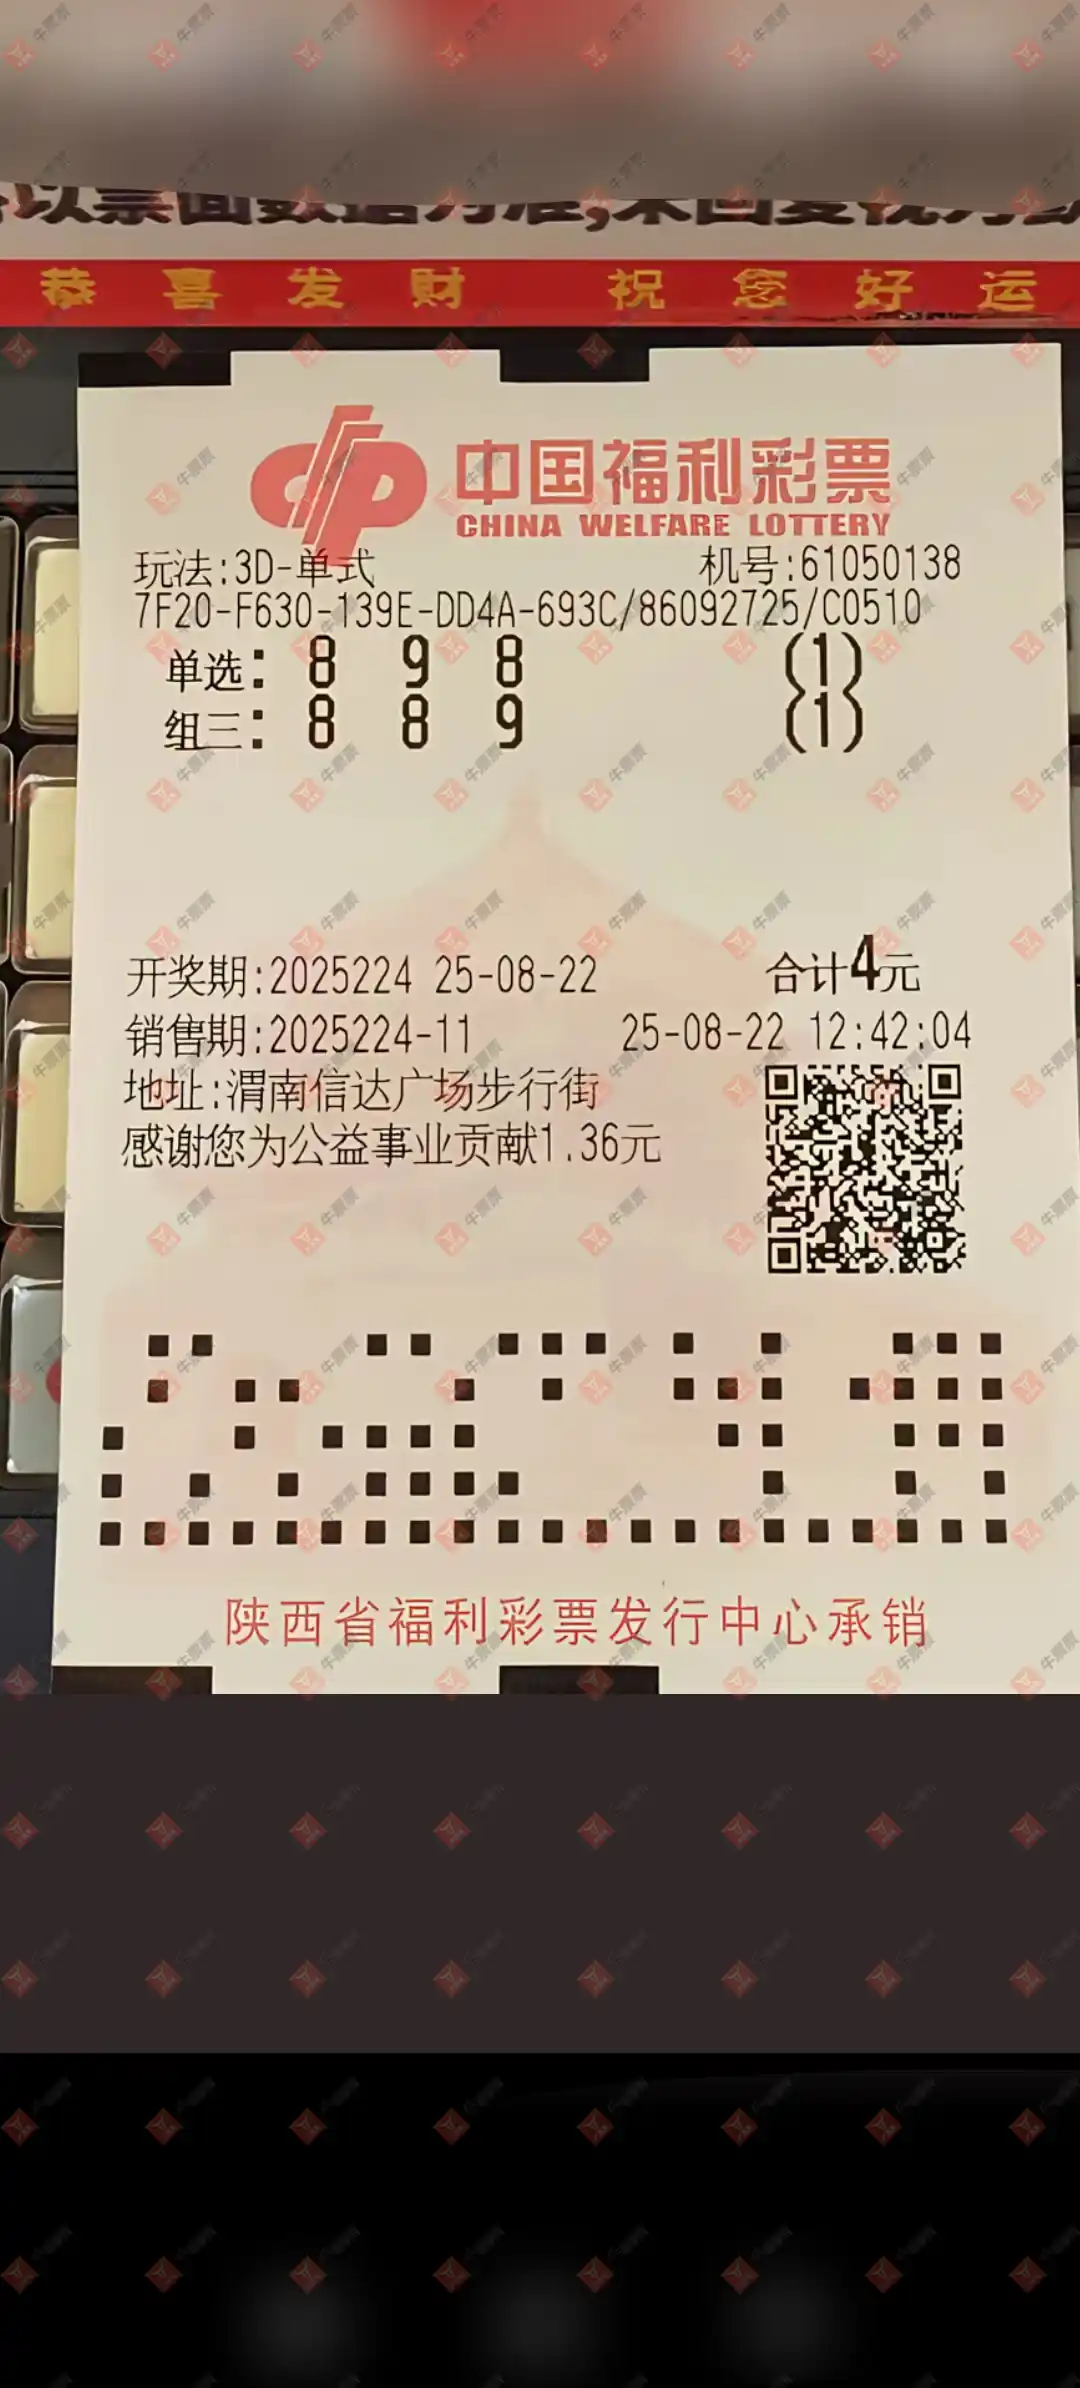 恭喜发财 祝您好运
中国福利彩票
CHINA WELFARE LOTTERY
玩法:3D-单式 机号:61050138
7F20-F630-139E-DD4A-693C/86092725/C0510
单选: 8 9 8 (1)
组三: 8 8 9 (1)
开奖期:2025224 25-08-22 合计4元
销售期:2025224-11 25-08-22 12:42:04
地址:渭南信达广场步行街
感谢您为公益事业贡献1.36元
陕西省福利彩票发行中心承销
牛票票